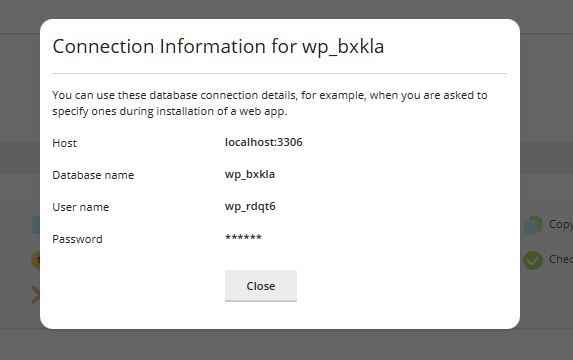 Connection Information for wp_bxkla
You can use these database connection details, for example, when you are asked to
specify ones during installation of a web app.
Host localhost:3306
Database name wp_bxkla
User name wp_rdqt6
Password ******
Close
Copy
Chec